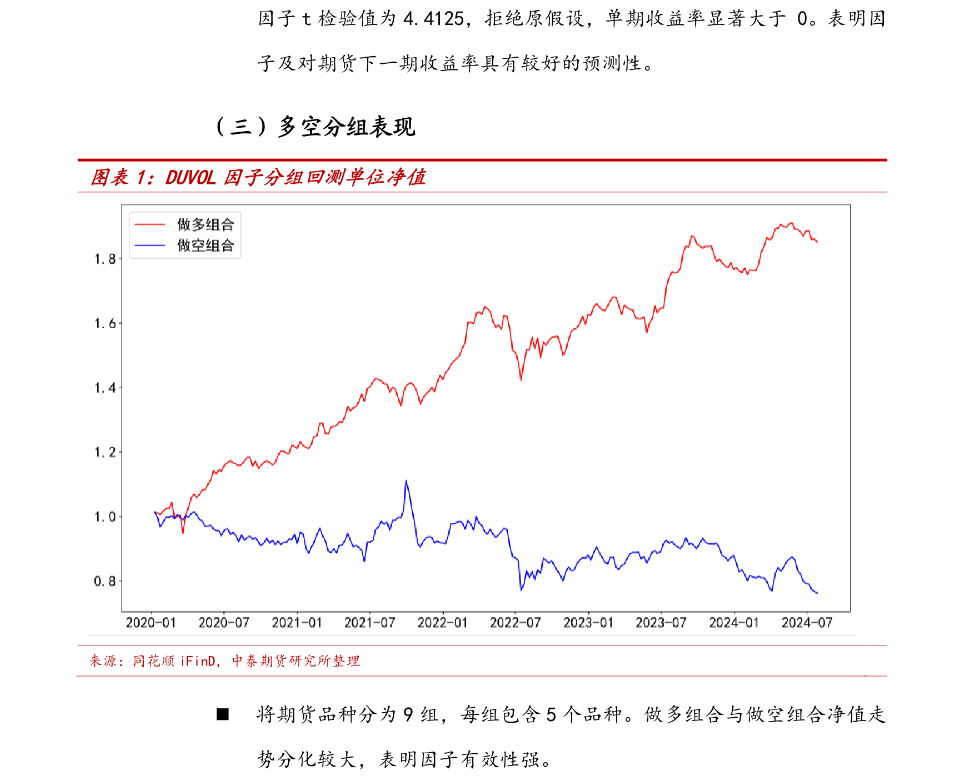 因子 t 检验值为 4.4125，拒绝原假设，单期收益率显著大于 0。表明因
子及对期货下一期收益率具有较好的预测性。
（三）多空分组表现
图表 1：DUVOL 因子分组回测单位净值
做多组合
做空组合
1.8
1.6
1.4
1.2
1.0
0.8
2020-01 2020-07 2021-01 2021-07 2022-01 2022-07 2023-01 2023-07 2024-01 2024-07
来源：同花顺 iFinD，中泰期货研究所整理
■ 将期货品种分为 9 组，每组包含 5 个品种。做多组合与做空组合净值走
势分化较大，表明因子有效性强。